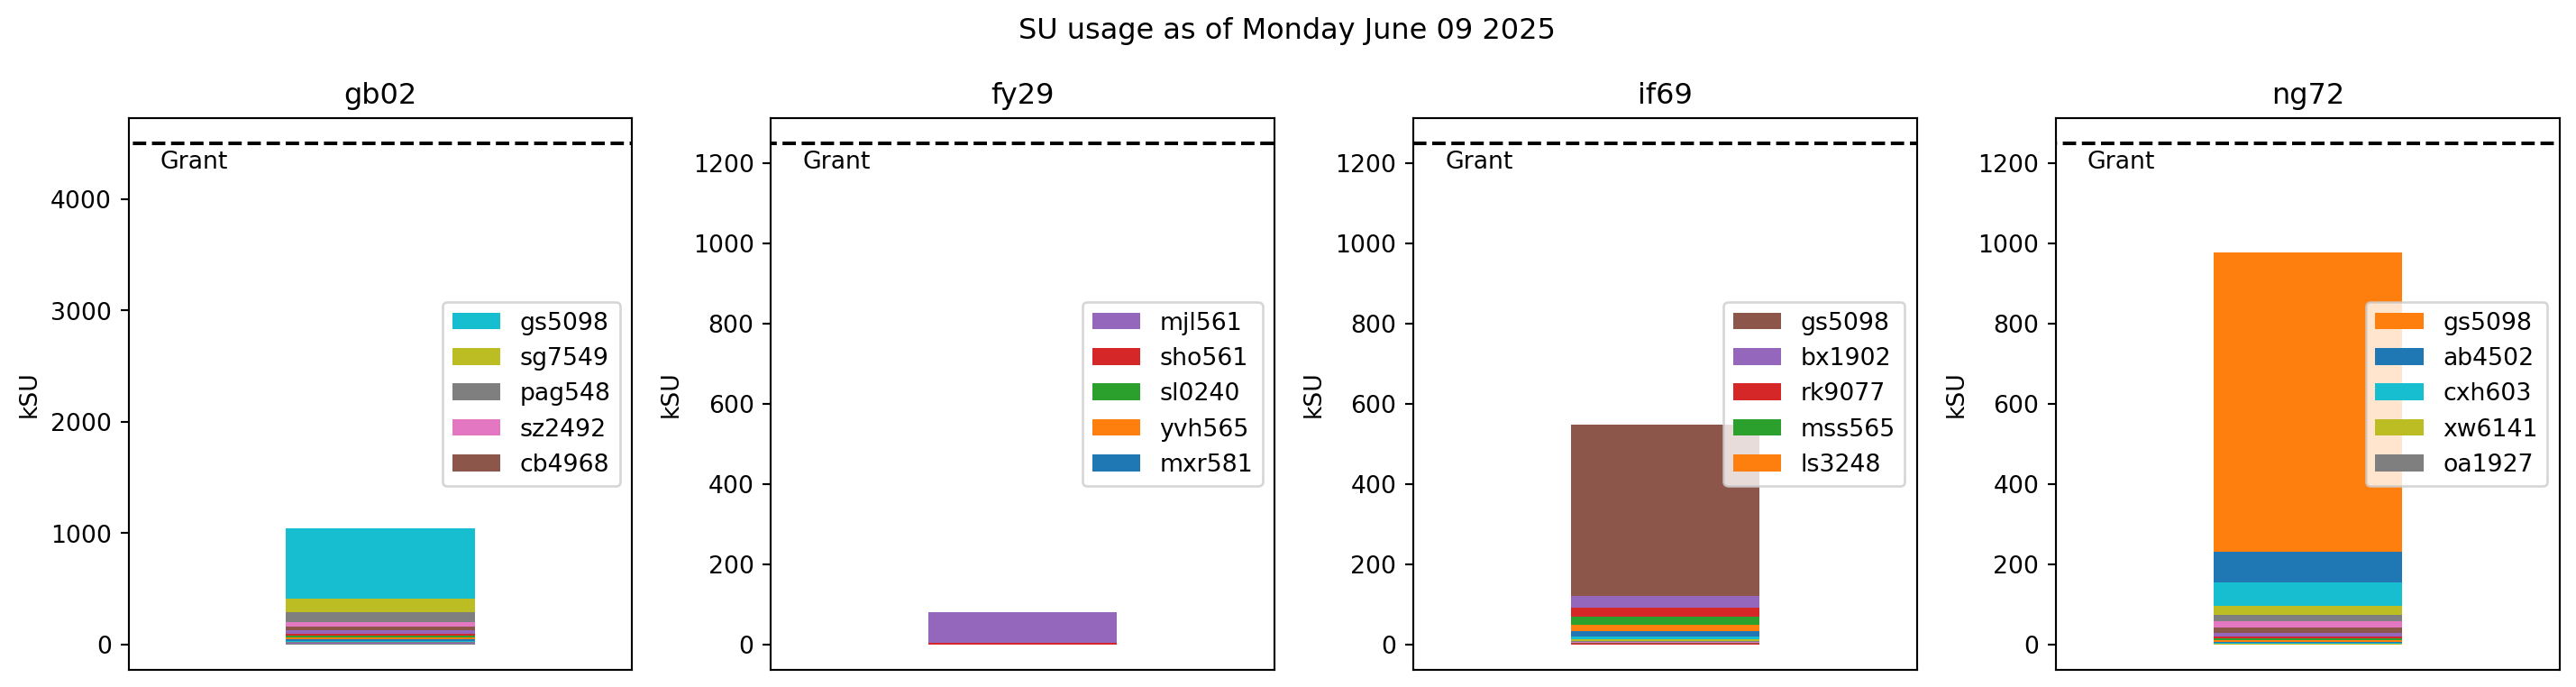 SU usage as of Monday June 09 2025
gb02
Grant
4000
3000
2000
1000
0
kSU
gs5098
sg7549
pag548
sz2492
cb4968
fy29
Grant
1200
1000
800
600
400
200
0
kSU
mjl561
sho561
sl0240
yvh565
mxr581
if69
Grant
1200
1000
800
600
400
200
0
kSU
gs5098
bx1902
rk9077
mss565
ls3248
ng72
Grant
1200
1000
800
600
400
200
0
kSU
gs5098
ab4502
cxh603
xw6141
oa1927